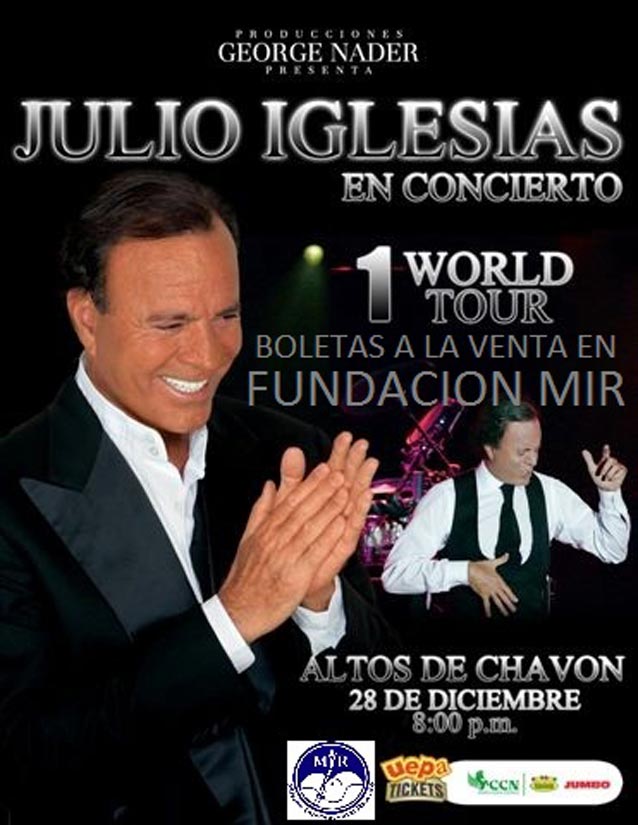 PRODUCCIONES
GEORGE NADER
PRESENTA
JULIO IGLESIAS
EN CONCIERTO
1 WORLD
TOUR
BOLETAS A LA VENTA EN
FUNDACION MIR
ALTOS DE CHAVON
28 DE DICIEMBRE
8:00 p.m.
MIR
uepa
TICKETS
CCN
JUMBO